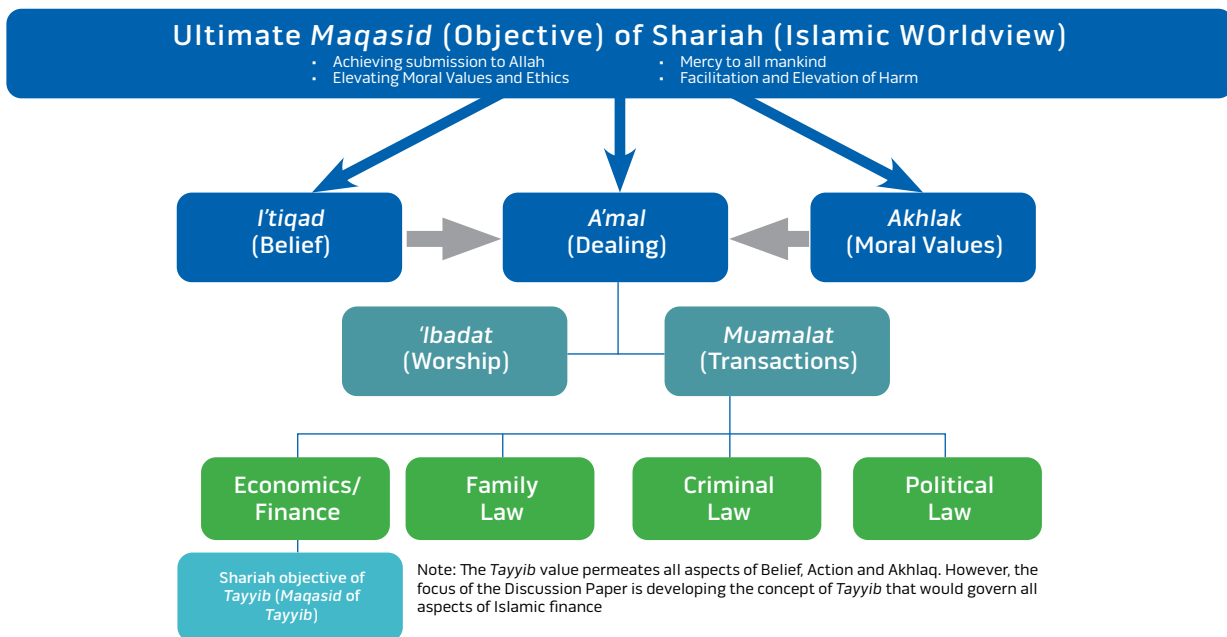 Ultimate Maqasid (Objective) of Shariah (Islamic WOrldview)
• Achieving submission to Allah
• Elevating Moral Values and Ethics
• Mercy to all mankind
• Facilitation and Elevation of Harm
I'tiqad
(Belief)
A'mal
(Dealing)
Akhlak
(Moral Values)
'Ibadat
(Worship)
Muamalat
(Transactions)
Economics/
Finance
Family
Law
Criminal
Law
Political
Law
Shariah objective of
Tayyib (Maqasid of
Tayyib)
Note: The Tayyib value permeates all aspects of Belief, Action and Akhlaq. However, the
focus of the Discussion Paper is developing the concept of Tayyib that would govern all
aspects of Islamic finance